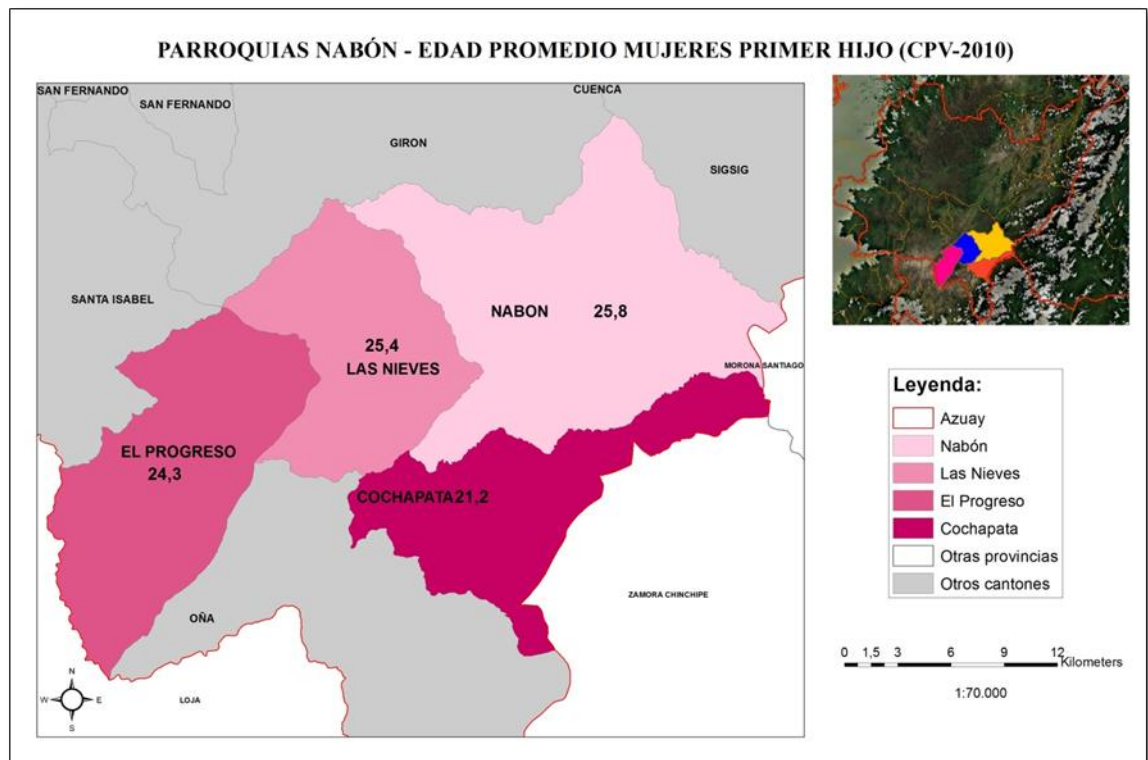 PARROQUIAS NABÓN - EDAD PROMEDIO MUJERES PRIMER HIJO (CPV-2010)
SAN FERNANDO
SAN FERNANDO
CUENCA
GIRON
SIGSIG
SANTA ISABEL
NABON 25,8
25,4
LAS NIEVES
MORONA SANTIAGO
EL PROGRESO
24,3
COCHAPATA21,2
ZAMORA CHINCHIPE
OÑA
LOJA
N
W E
S
Leyenda:
Azuay
Nabón
Las Nieves
El Progreso
Cochapata
Otras provincias
Otros cantones
0 1,5 3 6 9 12
Kilometers
1:70.000